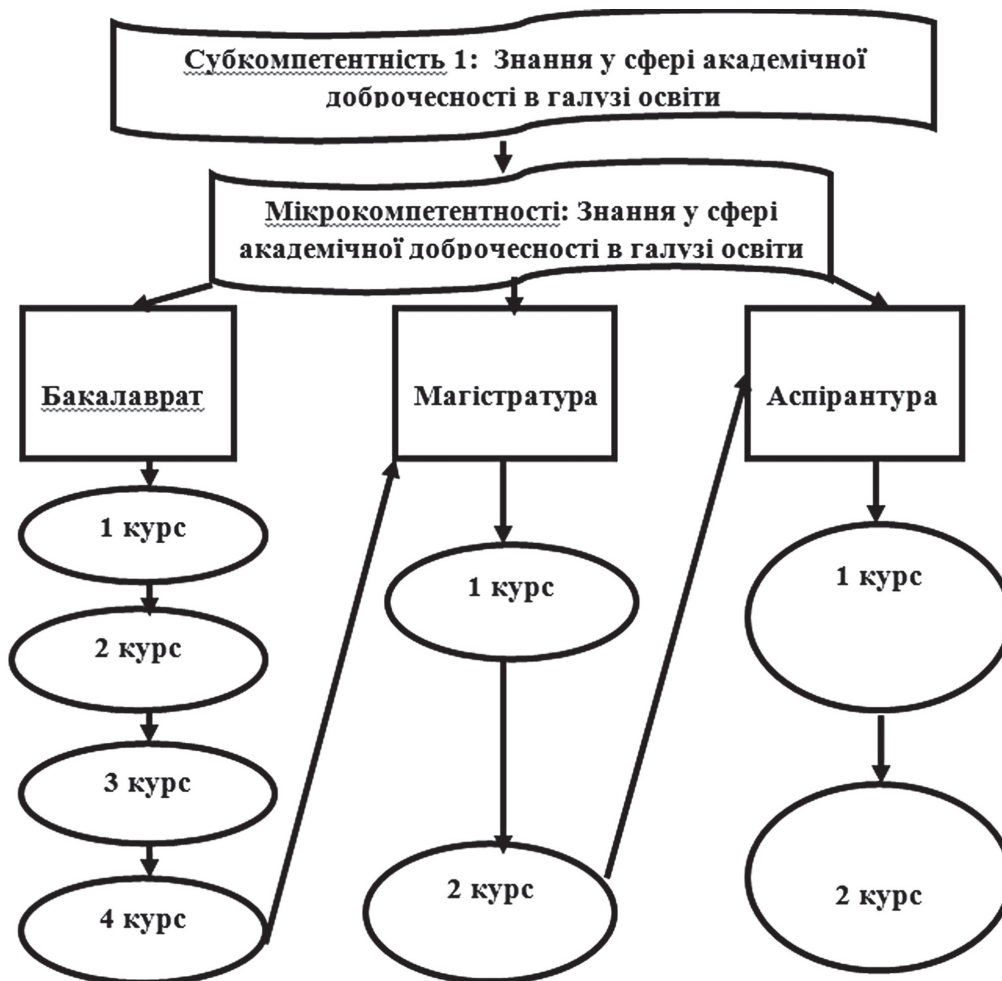 Субкомпетентність 1: Знання у сфері академічної
доброчесності в галузі освіти
Мікрокомпетентності: Знання у сфері
академічної доброчесності в галузі освіти
Бакалаврат
Магістратура
Аспірантура
1 курс
2 курс
3 курс
4 курс
1 курс
2 курс
1 курс
2 курс